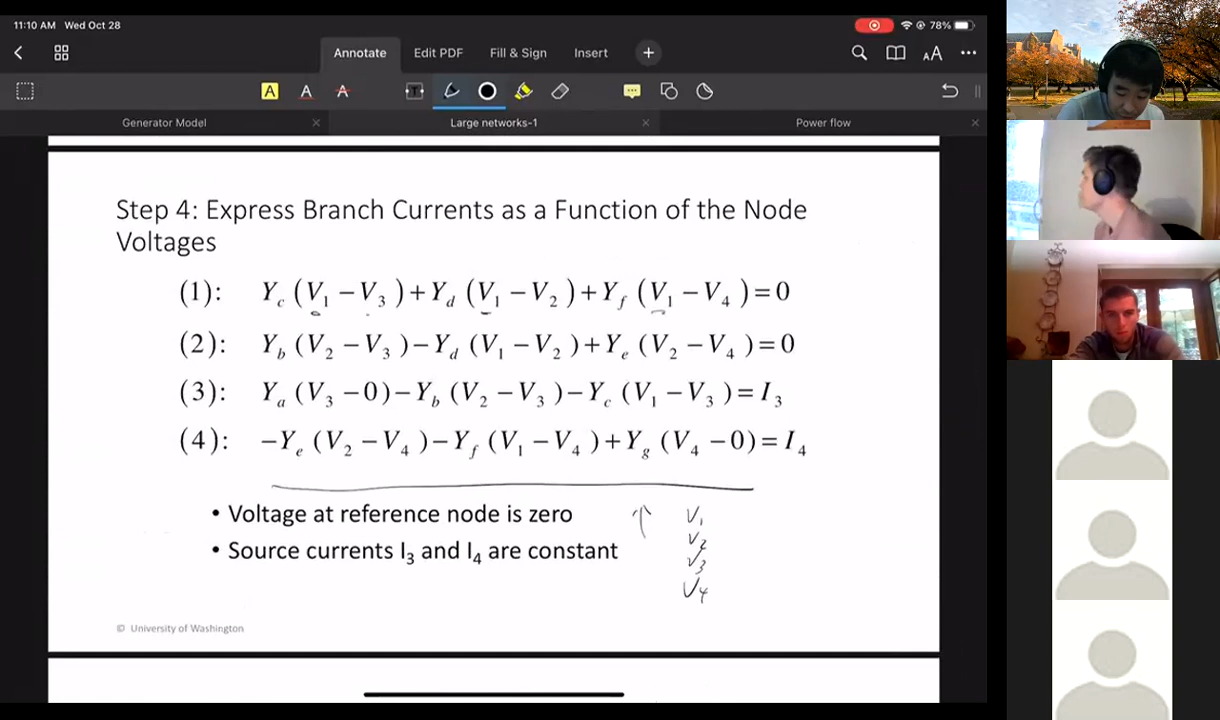 11:10 AM Wed Oct 28
78%
Annotate Edit PDF Fill & Sign Insert +
AA
A A A T
Generator Model × Large networks-1 × Power flow ×
Step 4: Express Branch Currents as a Function of the Node
Voltages
(1): Y_c (V_1 − V_3) + Y_d (V_1 − V_2) + Y_f (V_1 − V_4) = 0
(2): Y_b (V_2 − V_3) − Y_d (V_1 − V_2) + Y_e (V_2 − V_4) = 0
(3): Y_a (V_3 − 0) − Y_b (V_2 − V_3) − Y_c (V_1 − V_3) = I_3
(4): −Y_e (V_2 − V_4) − Y_f (V_1 − V_4) + Y_g (V_4 − 0) = I_4
• Voltage at reference node is zero
• Source currents I_3 and I_4 are constant
↑ V_1
V_2
V_3
V_4
© University of Washington